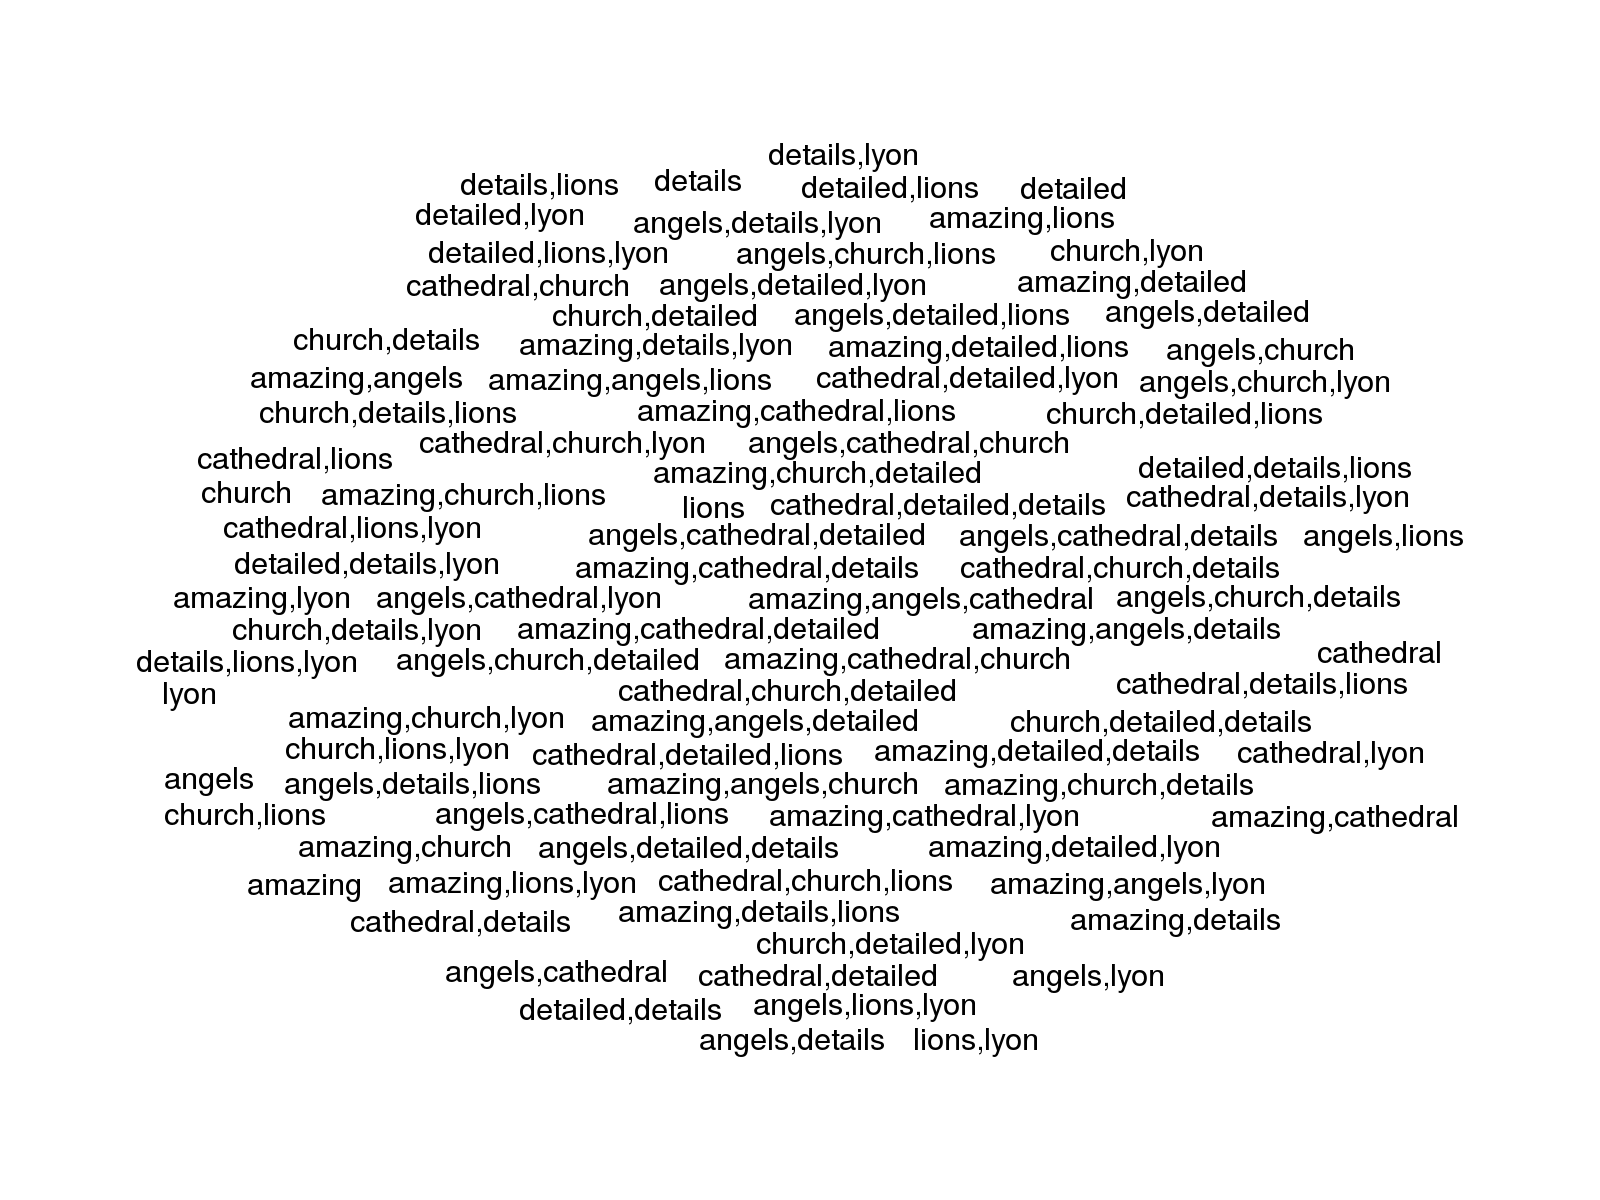 details,lyon
details,lions details detailed,lions detailed
detailed,lyon angels,details,lyon amazing,lions
detailed,lions,lyon angels,church,lions church,lyon
cathedral,church angels,detailed,lyon amazing,detailed
church,detailed angels,detailed,lions angels,detailed
church,details amazing,details,lyon amazing,detailed,lions angels,church
amazing,angels amazing,angels,lions cathedral,detailed,lyon angels,church,lyon
church,details,lions amazing,cathedral,lions church,detailed,lions
cathedral,church,lyon angels,cathedral,church
cathedral,lions amazing,church,detailed detailed,details,lions
church amazing,church,lions lions cathedral,detailed,details cathedral,details,lyon
cathedral,lions,lyon angels,cathedral,detailed angels,cathedral,details angels,lions
detailed,details,lyon amazing,cathedral,details cathedral,church,details
amazing,lyon angels,cathedral,lyon amazing,angels,cathedral angels,church,details
church,details,lyon amazing,cathedral,detailed amazing,angels,details
details,lions,lyon angels,church,detailed amazing,cathedral,church cathedral
lyon cathedral,church,detailed cathedral,details,lions
amazing,church,lyon amazing,angels,detailed church,detailed,details
church,lions,lyon cathedral,detailed,lions amazing,detailed,details cathedral,lyon
angels angels,details,lions amazing,angels,church amazing,church,details
church,lions angels,cathedral,lions amazing,cathedral,lyon amazing,cathedral
amazing,church angels,detailed,details amazing,detailed,lyon
amazing amazing,lions,lyon cathedral,church,lions amazing,angels,lyon
cathedral,details amazing,details,lions amazing,details
church,detailed,lyon
angels,cathedral cathedral,detailed angels,lyon
detailed,details angels,lions,lyon
angels,details lions,lyon